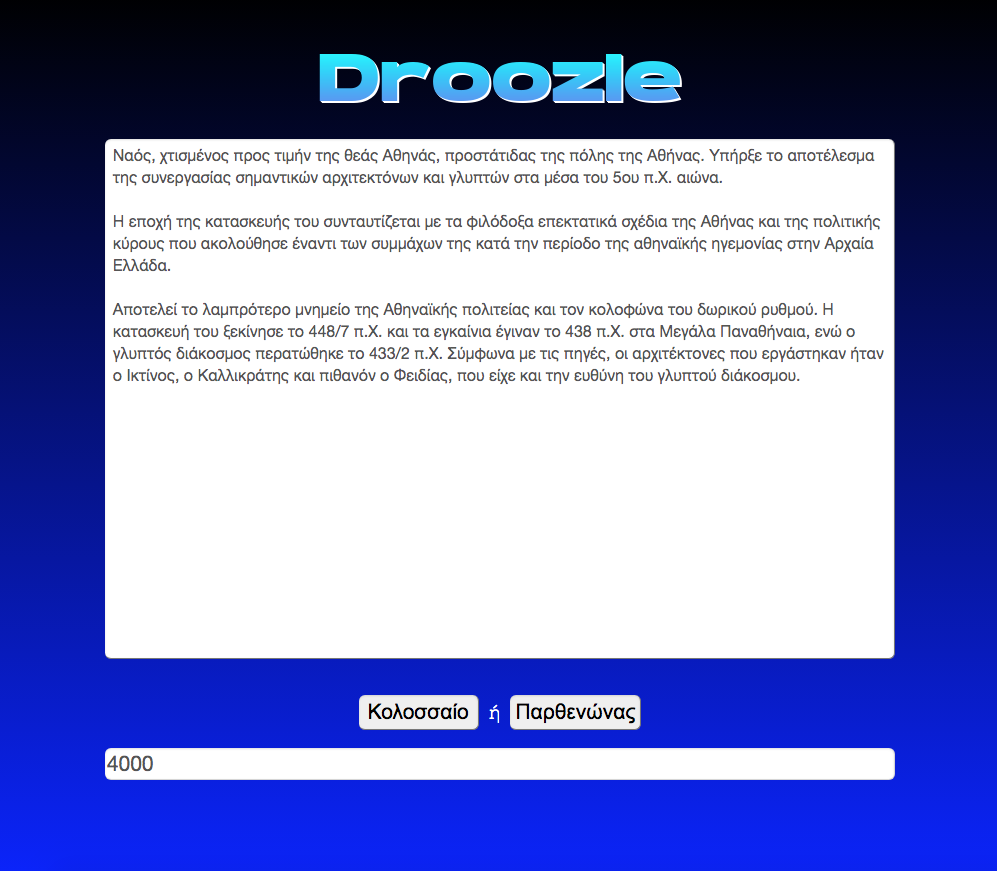 Droozle
Ναός, χτισμένος προς τιμήν της θεάς Αθηνάς, προστάτιδας της πόλης της Αθήνας. Υπήρξε το αποτέλεσμα
της συνεργασίας σημαντικών αρχιτεκτόνων και γλυπτών στα μέσα του 5ου π.Χ. αιώνα.
Η εποχή της κατασκευής του συνταυτίζεται με τα φιλόδοξα επεκτατικά σχέδια της Αθήνας και της πολιτικής
κύρους που ακολούθησε έναντι των συμμάχων της κατά την περίοδο της αθηναϊκής ηγεμονίας στην Αρχαία
Ελλάδα.
Αποτελεί το λαμπρότερο μνημείο της Αθηναϊκής πολιτείας και τον κολοφώνα του δωρικού ρυθμού. Η
κατασκευή του ξεκίνησε το 448/7 π.Χ. και τα εγκαίνια έγιναν το 438 π.Χ. στα Μεγάλα Παναθήναια, ενώ ο
γλυπτός διάκοσμος περατώθηκε το 433/2 π.Χ. Σύμφωνα με τις πηγές, οι αρχιτέκτονες που εργάστηκαν ήταν
ο Ικτίνος, ο Καλλικράτης και πιθανόν ο Φειδίας, που είχε και την ευθύνη του γλυπτού διάκοσμου.
Κολοσσαίο ή Παρθενώνας
4000